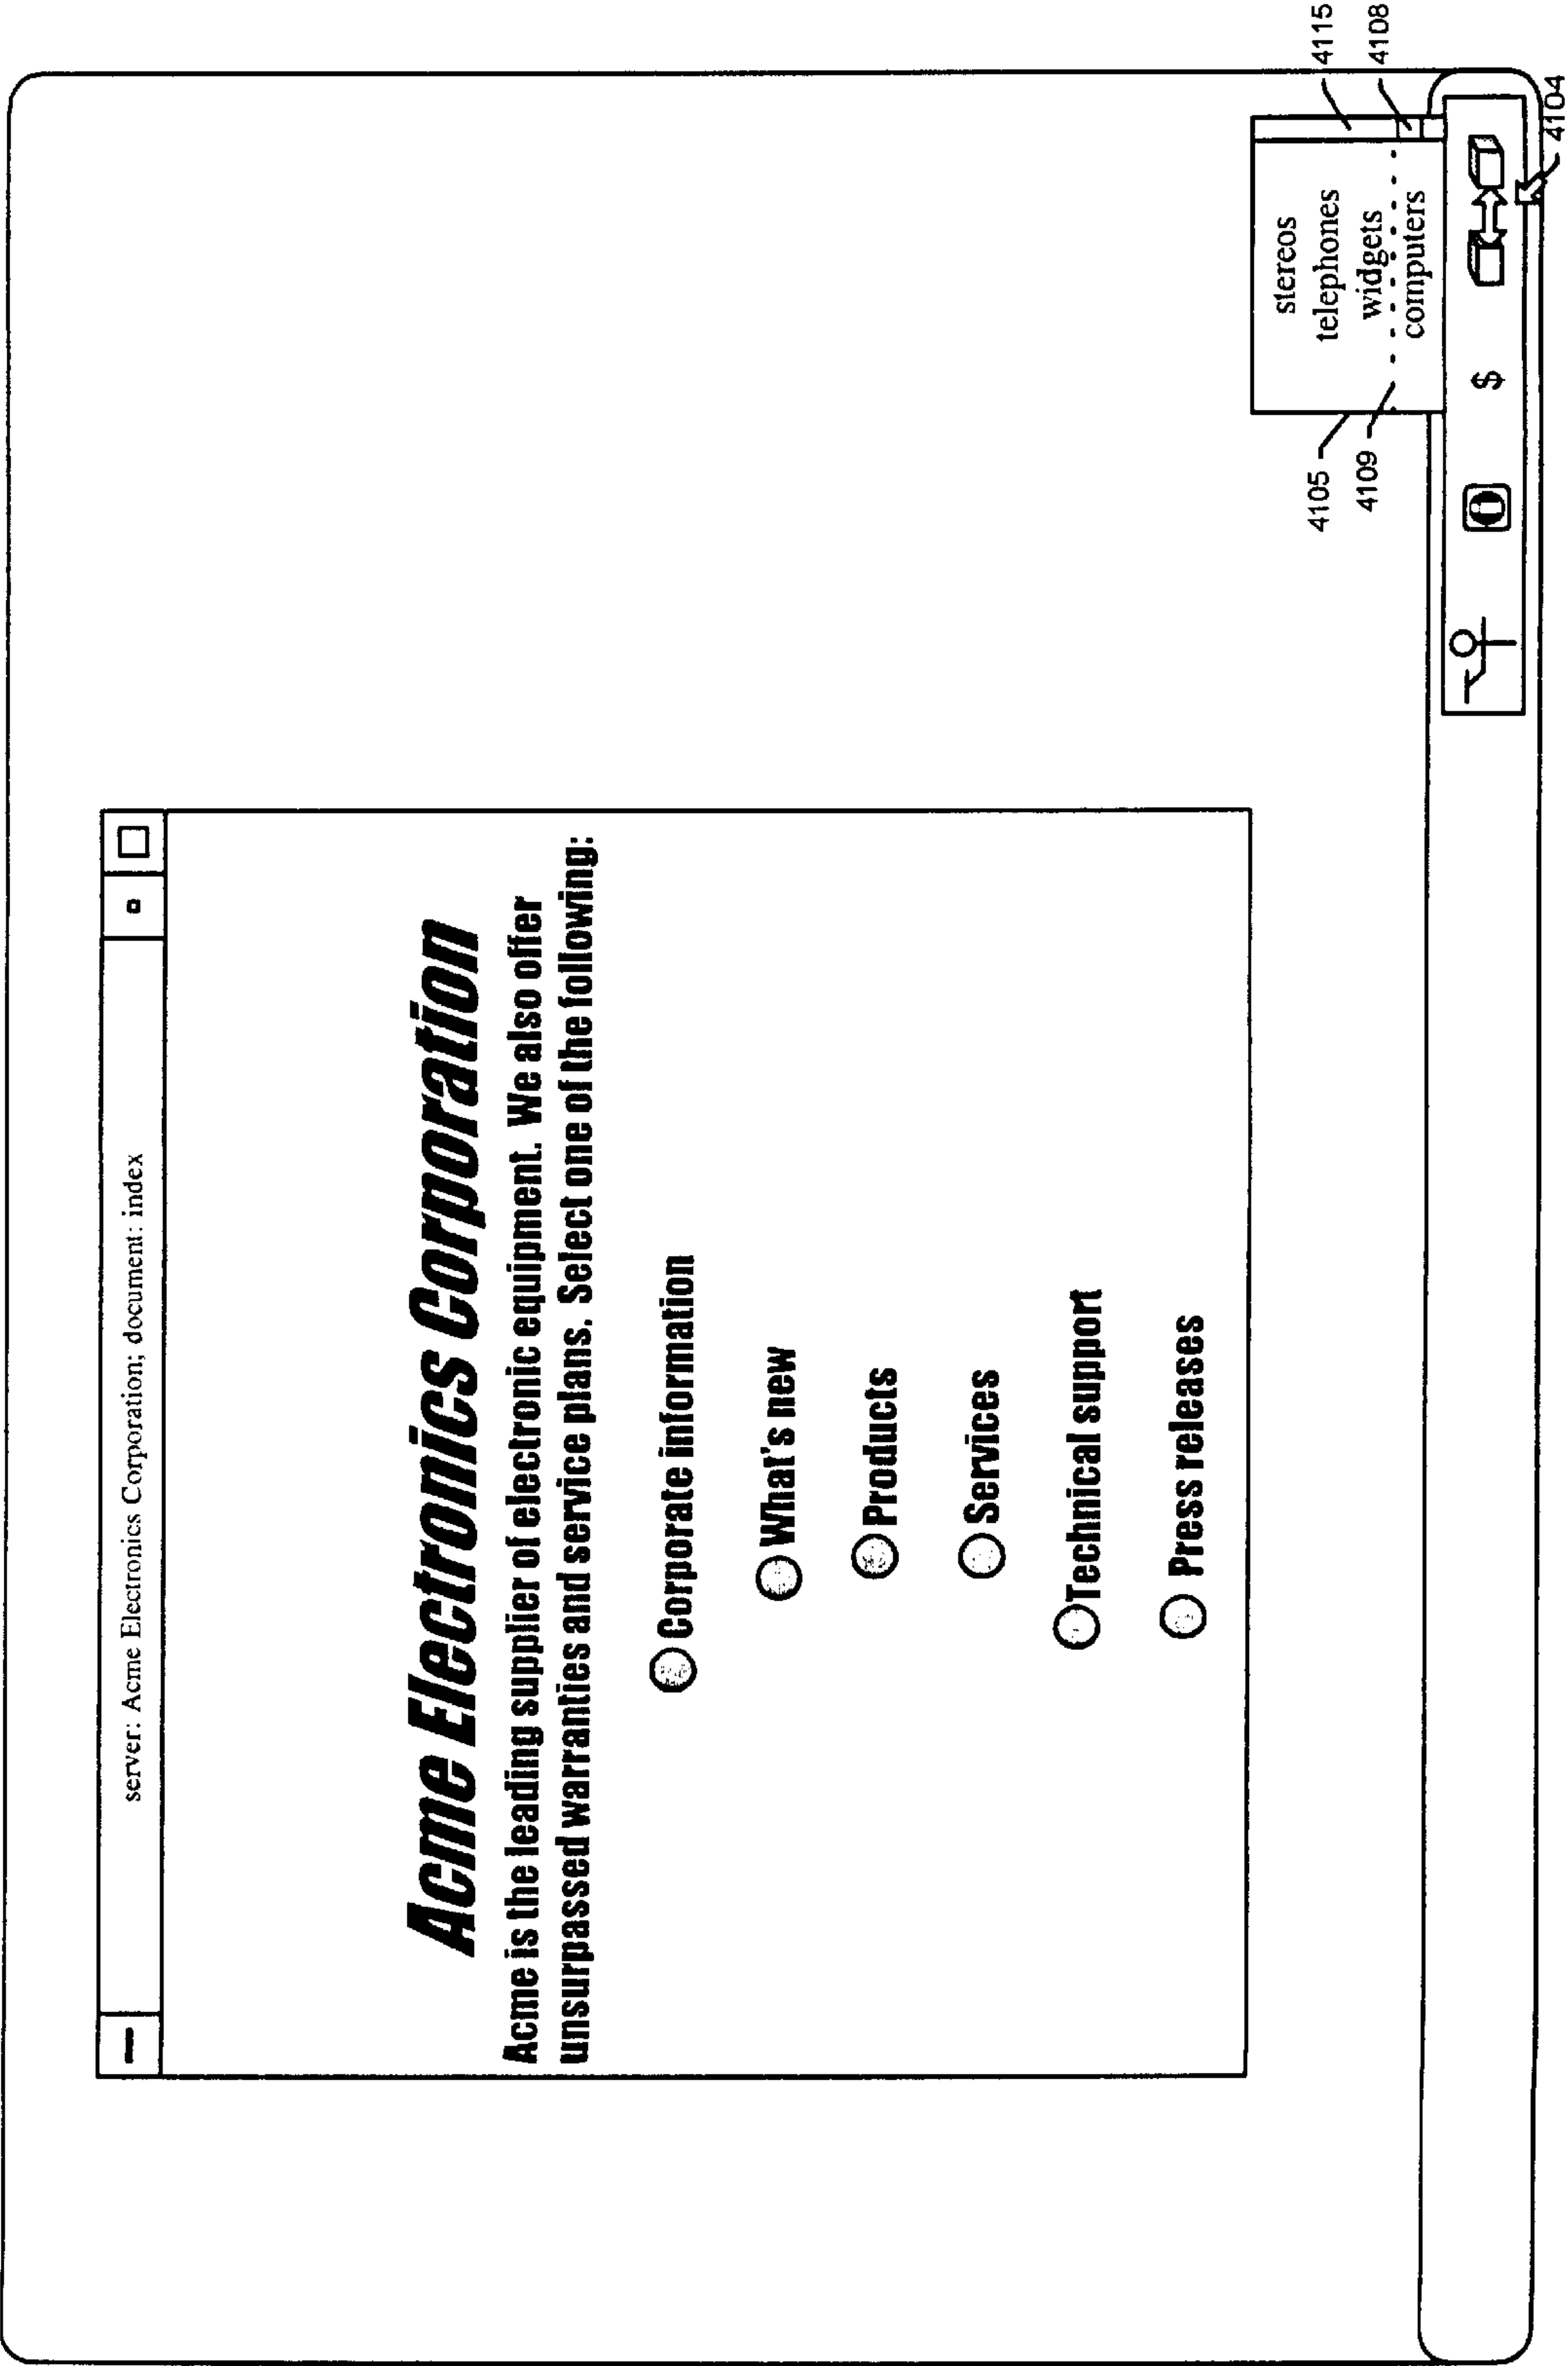 server: Acme Electronics Corporation; document: index
Acme Electronics Corporation
Acme is the leading supplier of electronic equipment. We also offer
unsurpassed warranties and service plans. Select one of the following:
Corporate information
What's new
Products
Services
Technical support
Press releases
stereos
telephones
widgets
computers
4105
4109
4115
4108
$
i
4104